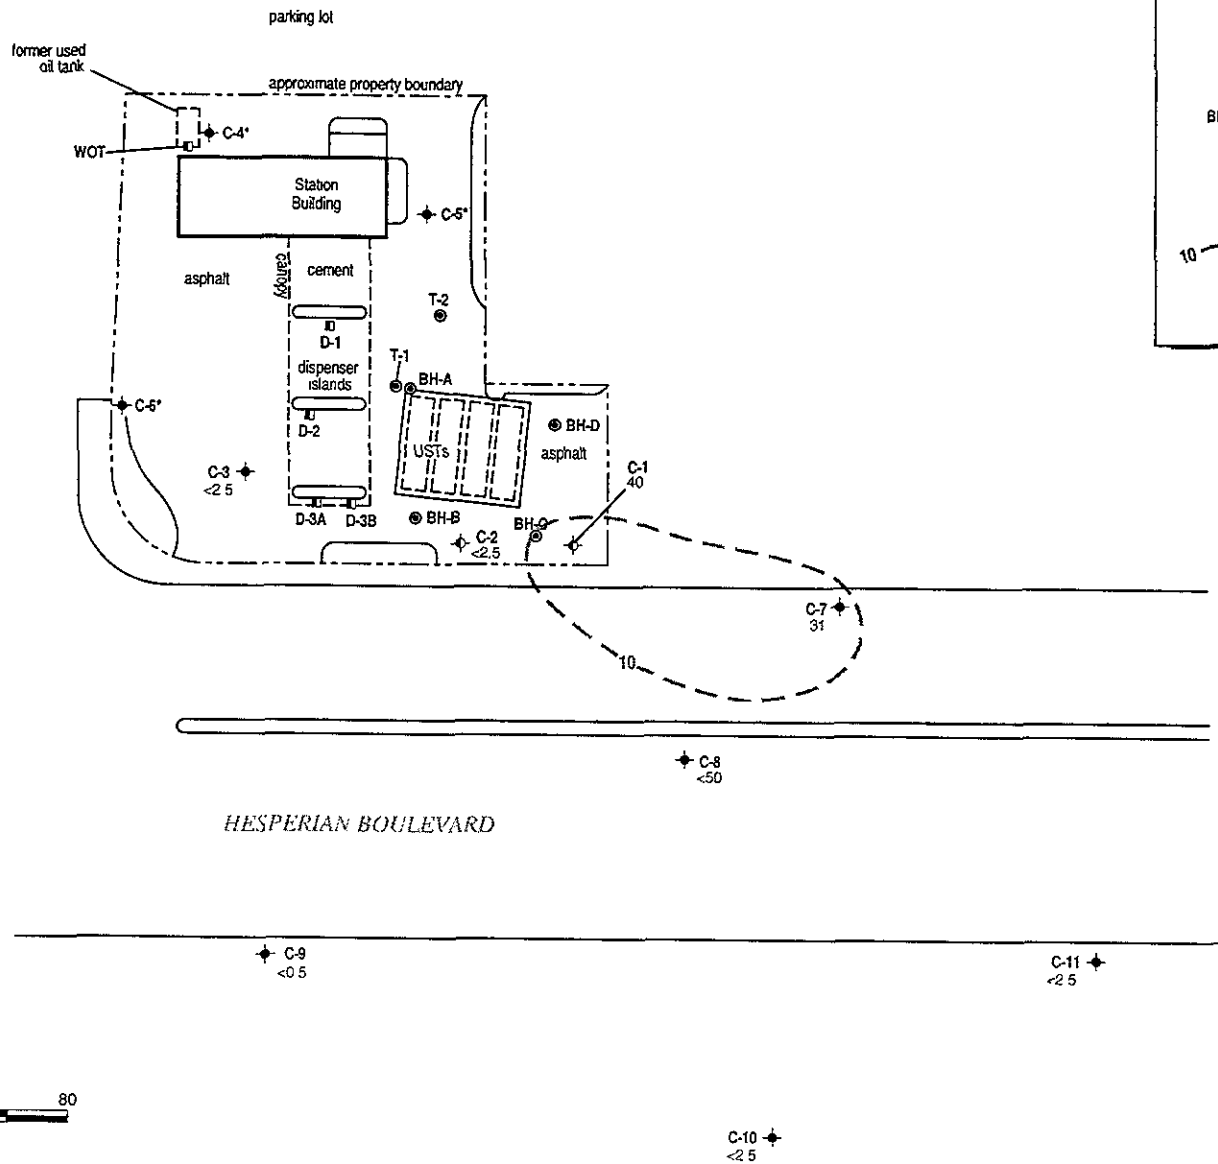 parking lot
former used
oil tank
approximate property boundary
C-4*
WOT
Station
Building
C-5*
asphalt
canopy
cement
T-2
D-1
T-1
dispenser
islands
BH-A
C-6*
D-2
BH-D
USTs
asphalt
C-3
<2 5
C-1
40
D-3A
D-3B
BH-B
C-2
<2.5
BH-C
C-7
31
10
C-8
<50
HESPERIAN BOULEVARD
C-9
<0 5
C-11
<2 5
80
C-10
<2 5
10